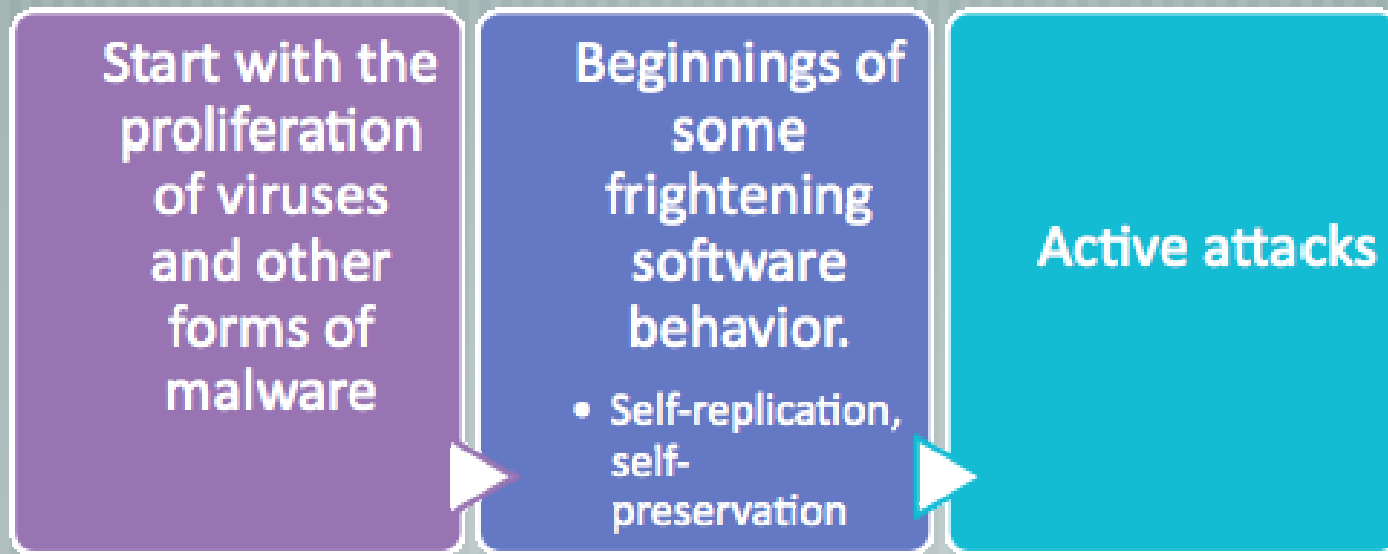 Start with the
proliferation
of viruses
and other
forms of
malware
Beginnings of
some
frightening
software
behavior.
• Self-replication,
self-
preservation
Active attacks